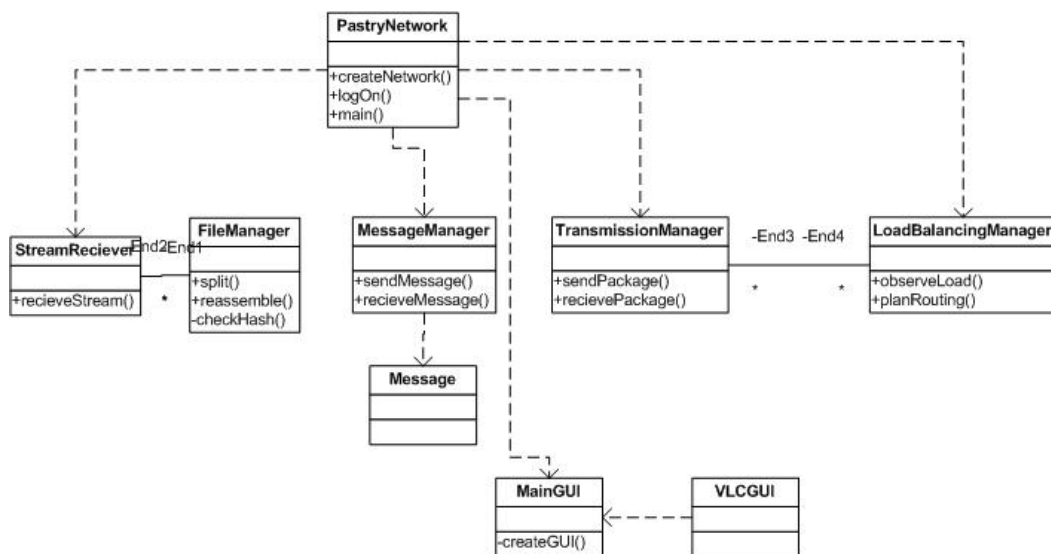 PastryNetwork
+createNetwork()
+logOn()
+main()
StreamReciever
+recieveStream()
-End2
-End1
*
*
FileManager
+split()
+reassemble()
-checkHash()
MessageManager
+sendMessage()
+recieveMessage()
TransmissionManager
+sendPackage()
+recievePackage()
-End3
-End4
*
*
LoadBalancingManager
+observeLoad()
+planRouting()
Message
MainGUI
-createGUI()
VLCGUI